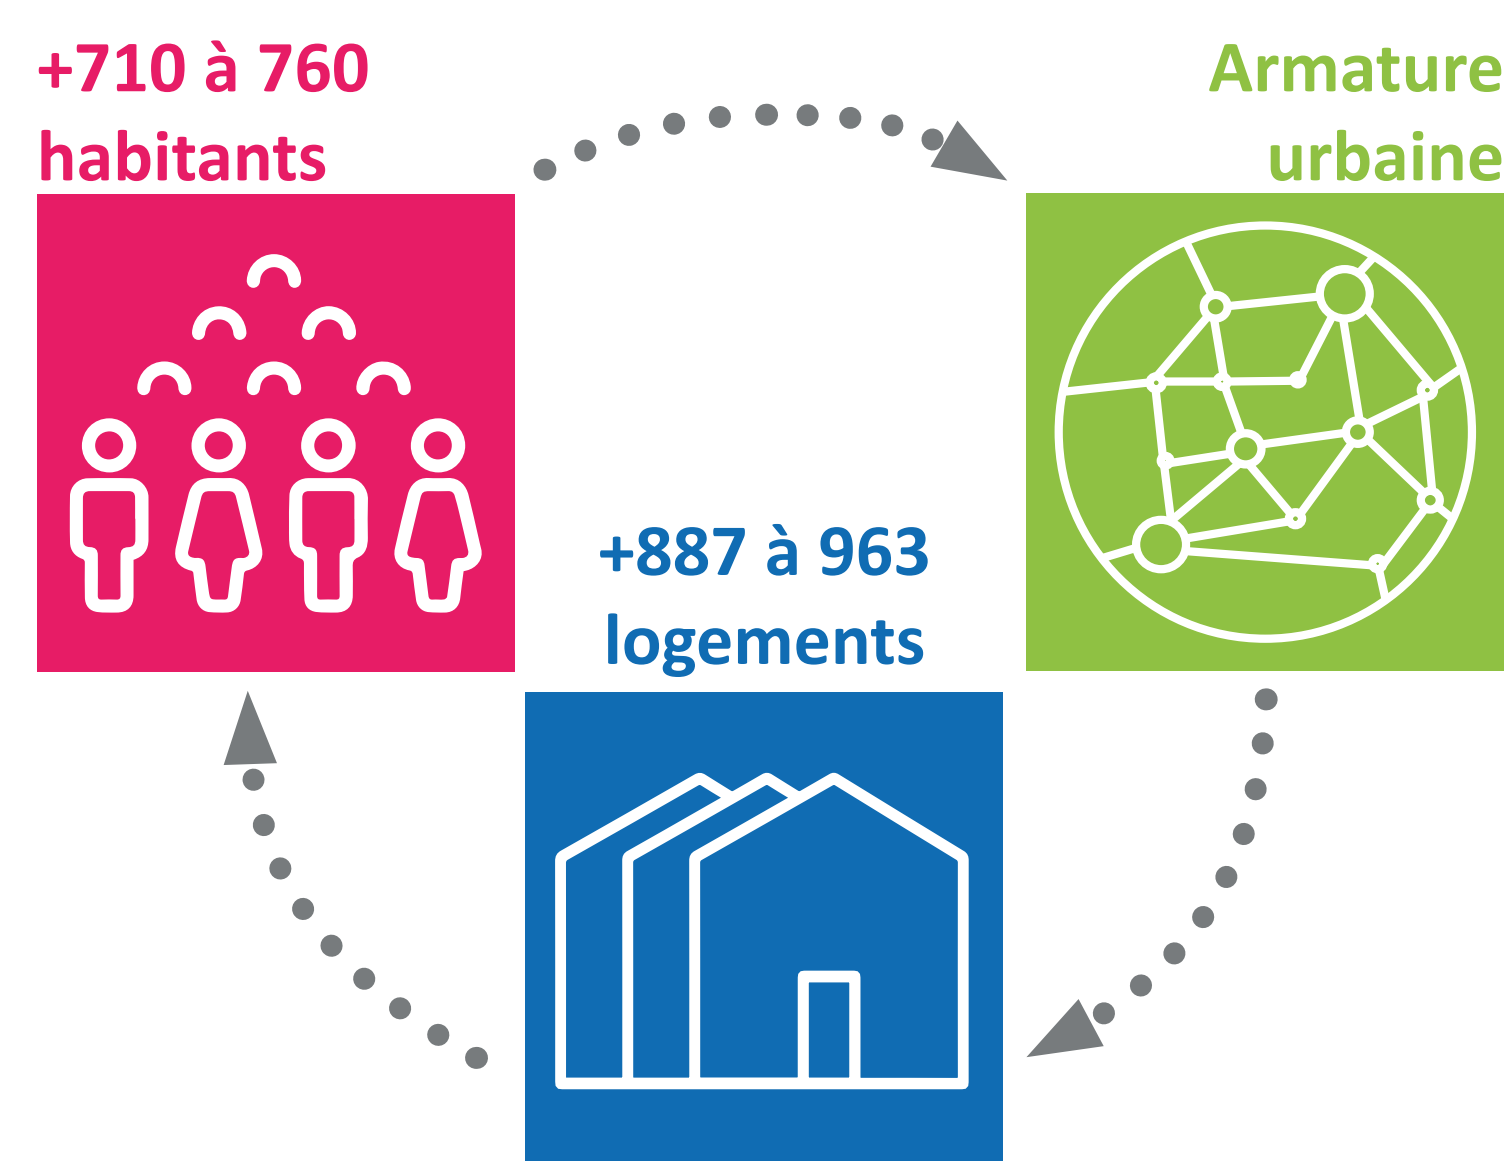 +710 à 760
habitants
Armature
urbaine
+887 à 963
logements